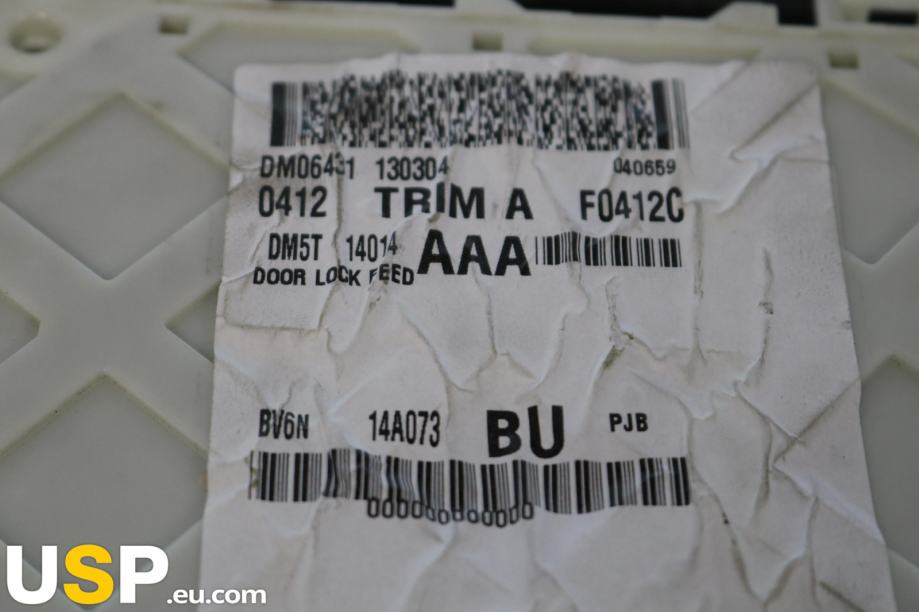 DM06431 130304 040659
0412 TRIM A F0412C
DM5T 14014 AAA
DOOR LOCK FEED
BV6N 14A073 BU PJB
0000000000000
USP.eu.com